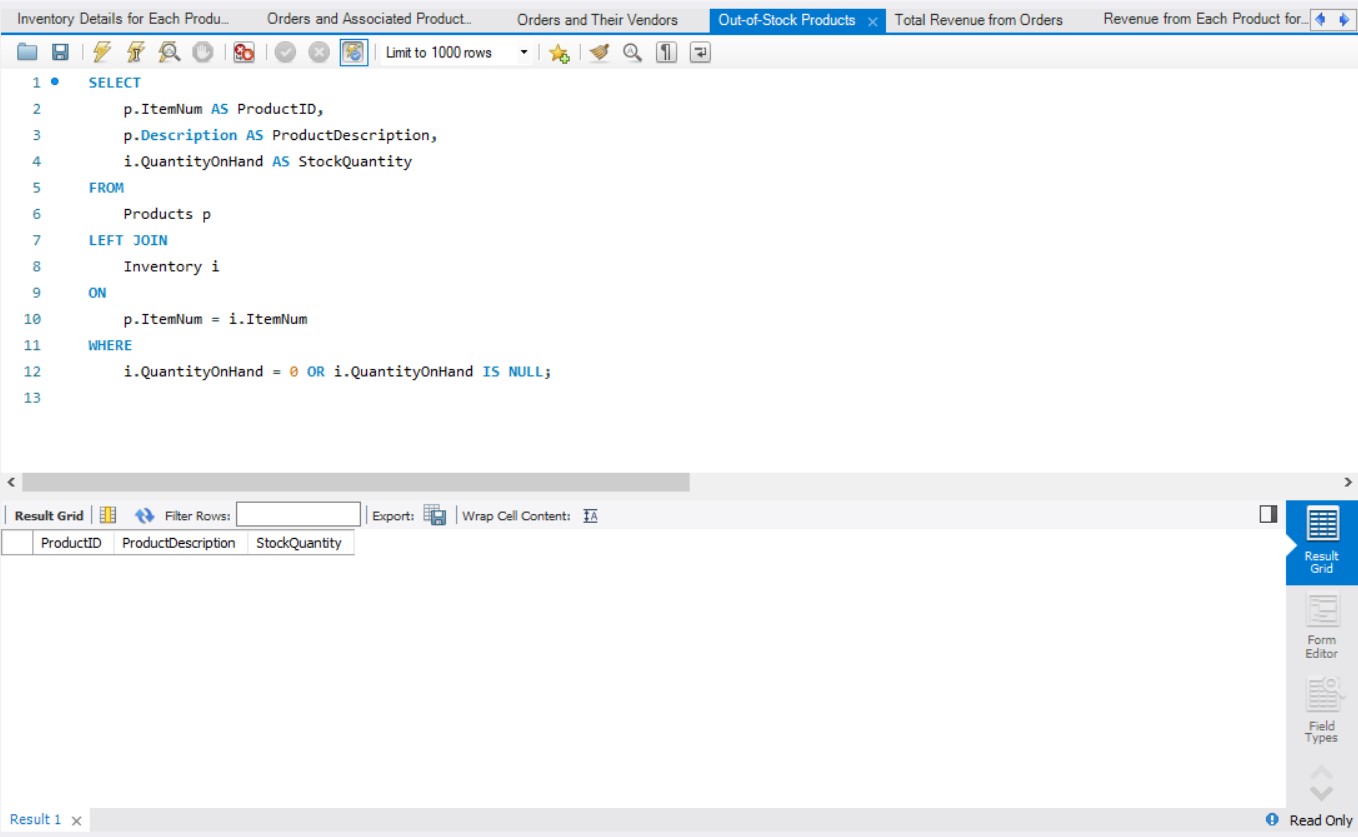 Inventory Details for Each Produ... Orders and Associated Product... Orders and Their Vendors Out-of-Stock Products Total Revenue from Orders Revenue from Each Product for...
Limit to 1000 rows
1 SELECT
2 p.ItemNum AS ProductID,
3 p.Description AS ProductDescription,
4 i.QuantityOnHand AS StockQuantity
5 FROM
6 Products p
7 LEFT JOIN
8 Inventory i
9 ON
10 p.ItemNum = i.ItemNum
11 WHERE
12 i.QuantityOnHand = 0 OR i.QuantityOnHand IS NULL;
13
Result Grid Filter Rows: Export: Wrap Cell Content: IA
ProductID ProductDescription StockQuantity
Result
Grid
Form
Editor
Field
Types
Result 1 Read Only